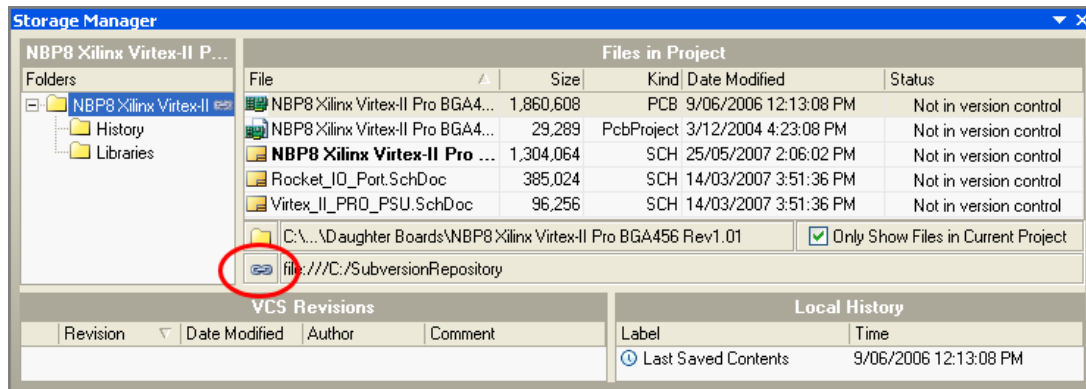 Storage Manager
NBP8 Xilinx Virtex-II P...
Files in Project
Folders
File Size Kind Date Modified Status
NBP8 Xilinx Virtex-II
History
Libraries
NBP8 Xilinx Virtex-II Pro BGA4... 1,860,608 PCB 9/06/2006 12:13:08 PM Not in version control
NBP8 Xilinx Virtex-II Pro BGA4... 29,289 PcbProject 3/12/2004 4:23:08 PM Not in version control
NBP8 Xilinx Virtex-II Pro ... 1,304,064 SCH 25/05/2007 2:06:02 PM Not in version control
Rocket_IO_Port.SchDoc 385,024 SCH 14/03/2007 3:51:36 PM Not in version control
Virtex_II_PRO_PSU.SchDoc 96,256 SCH 14/03/2007 3:51:36 PM Not in version control
C:\...\Daughter Boards\NBP8 Xilinx Virtex-II Pro BGA456 Rev1.01
Only Show Files in Current Project
file:///C:/SubversionRepository
VCS Revisions
Revision Date Modified Author Comment
Local History
Label Time
Last Saved Contents 9/06/2006 12:13:08 PM